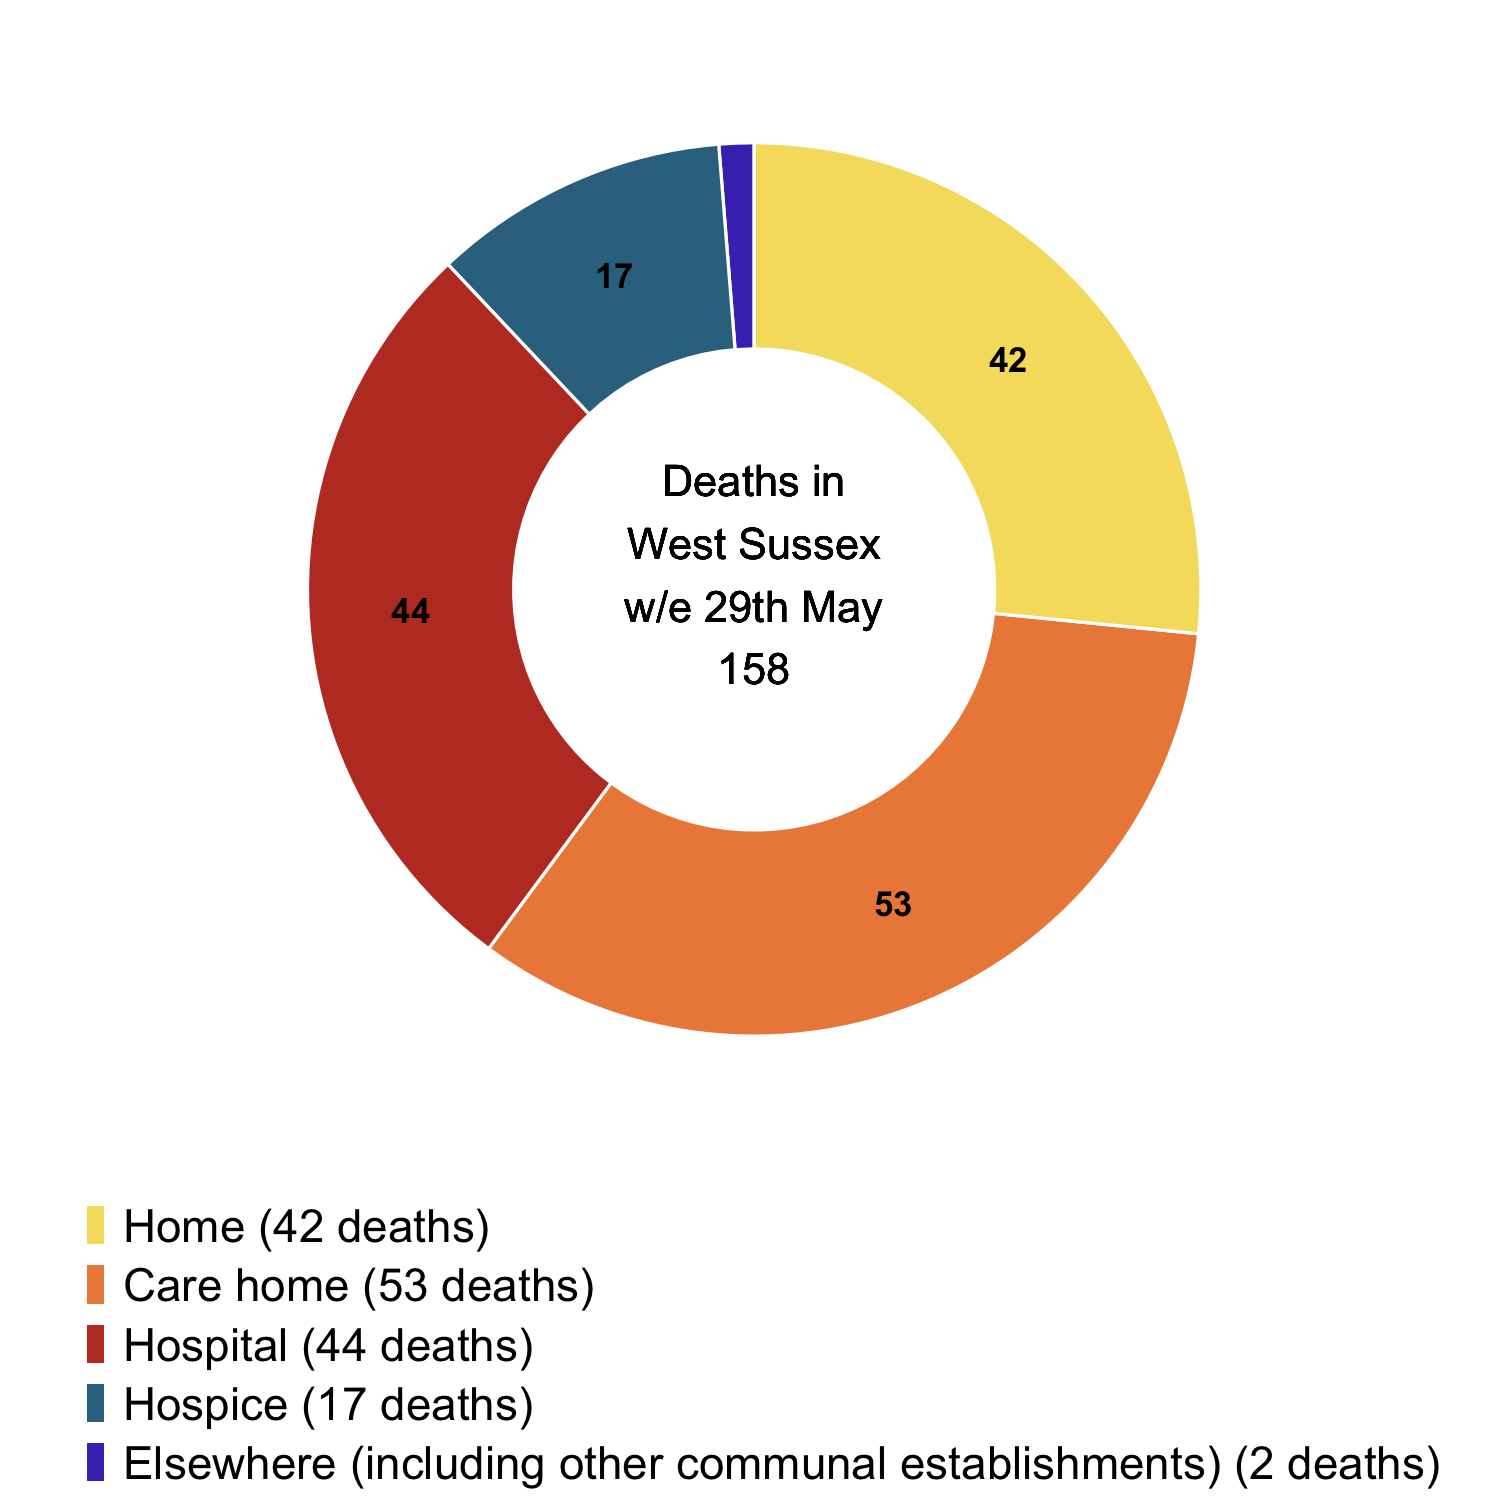 17
42
Deaths in
West Sussex
w/e 29th May
158
44
53
Home (42 deaths)
Care home (53 deaths)
Hospital (44 deaths)
Hospice (17 deaths)
Elsewhere (including other communal establishments) (2 deaths)